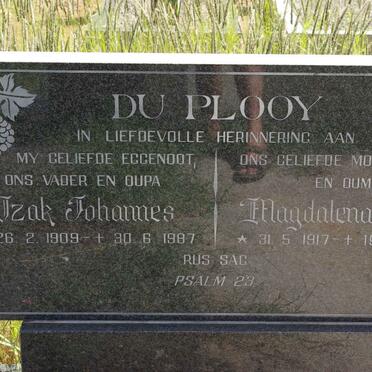 DU PLOOY
IN LIEFDEVOLLE HERINNERING AAN
MY GELIEFDE EGGENOOT, ONS GELIEFDE MO
ONS VADER EN OUPA EN OUM
Izak Johannes Magdalena
26.2.1909 -+ 30.6.1987 * 31.5.1917 -+ 
RUS SAG
PSALM 23